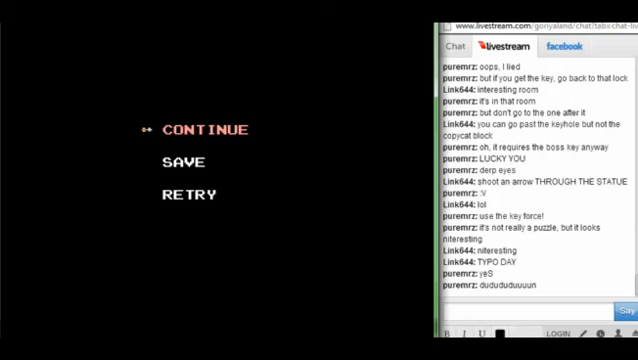 CONTINUE
SAVE
RETRY
www.livestream.com/goriyaland/chat?tab=chat-li
Chat
livestream
facebook
puremrz: oops, I lied
puremrz: but if you get the key, go back to that lock
Link644: interesting room
puremrz: it's in that room
puremrz: but don't go to the one after it
Link644: you can go past the keyhole but not the
copycat block
puremrz: oh, it requires the boss key anyway
puremrz: LUCKY YOU
puremrz: derp eyes
Link644: shoot an arrow THROUGH THE STATUE
puremrz: :V
Link644: lol
puremrz: use the key force!
puremrz: it's not really a puzzle, but it looks
niteresting
Link644: niteresting
Link644: TYPO DAY
puremrz: yeS
puremrz: dudududuuuun
Say
B I U
LOGIN